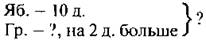 Яб. – 10 д.
Гр. – ?, на 2 д. больше } ?